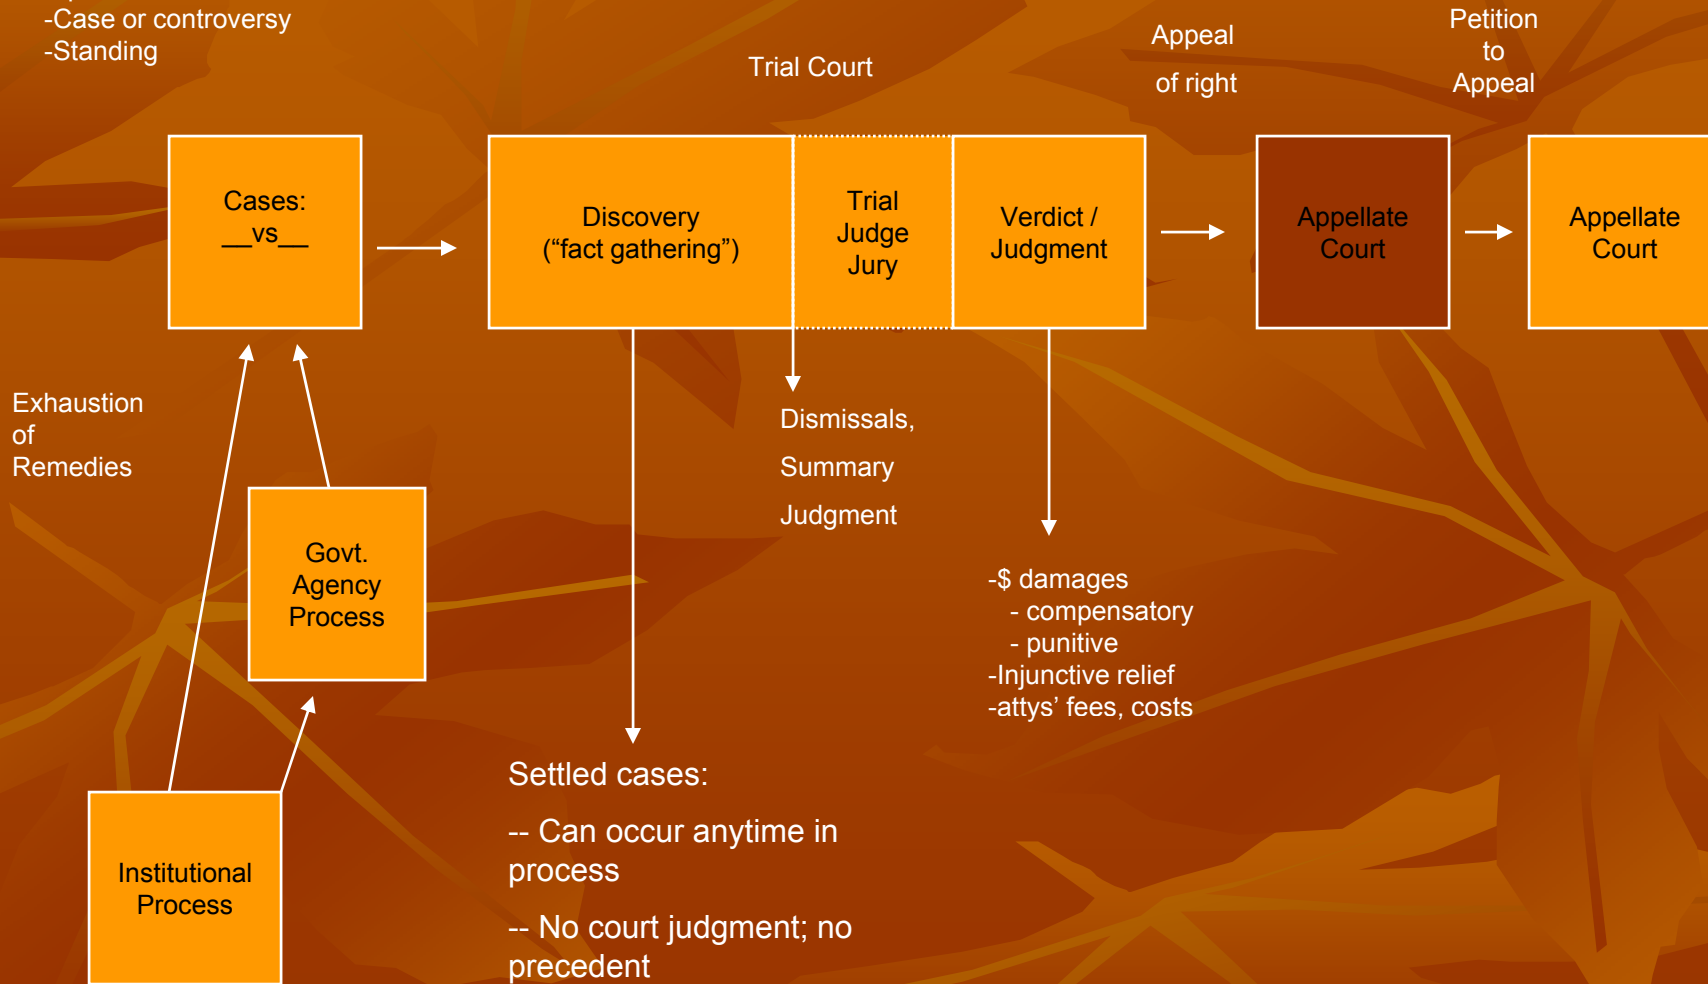 -Case or controversy
-Standing
Trial Court
Appeal
of right
Petition
to
Appeal
Cases:
__vs__
Discovery
(“fact gathering”)
Trial
Judge
Jury
Verdict /
Judgment
Appellate
Court
Appellate
Court
Exhaustion
of
Remedies
Dismissals,
Summary
Judgment
Govt.
Agency
Process
-$ damages
- compensatory
- punitive
-Injunctive relief
-attys’ fees, costs
Institutional
Process
Settled cases:
-- Can occur anytime in
process
-- No court judgment; no
precedent